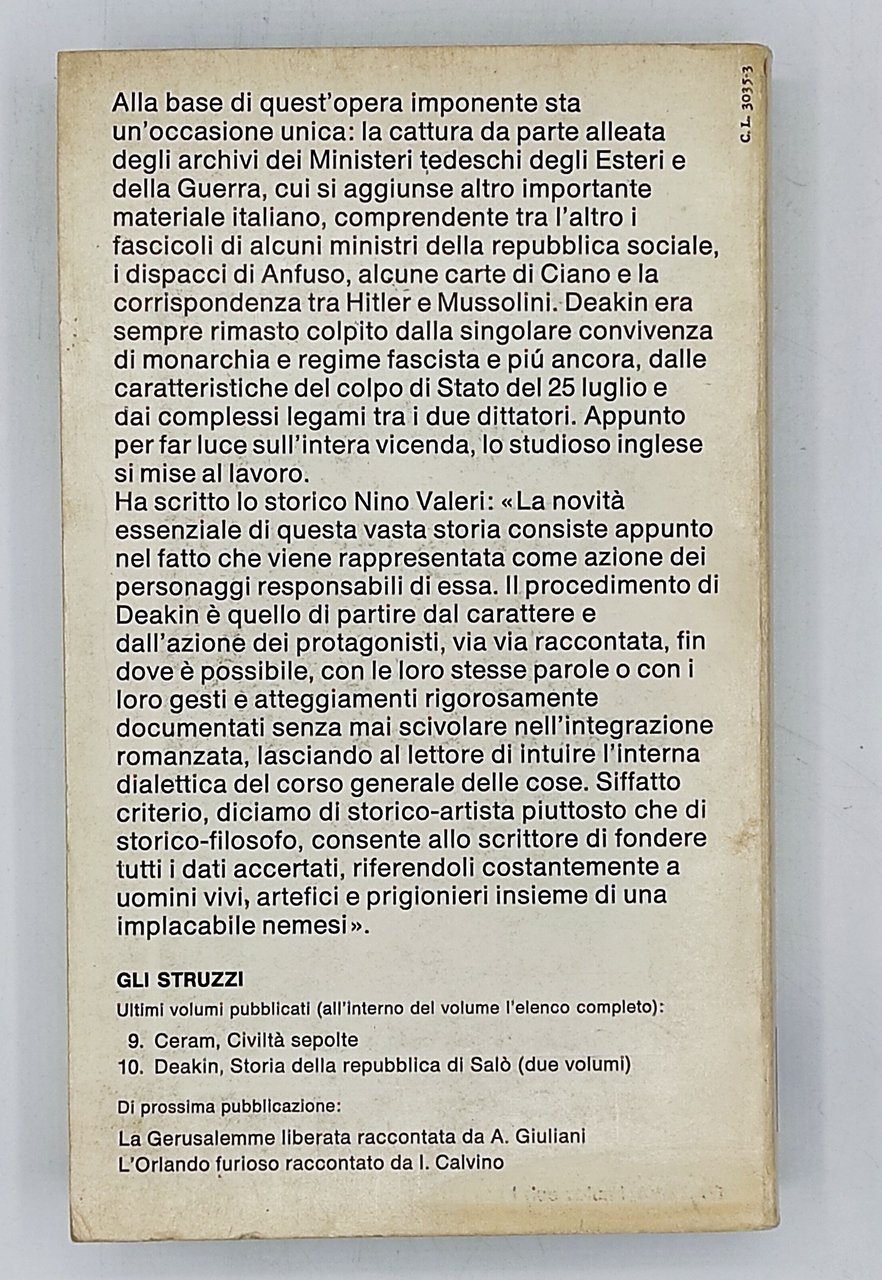 C. L. 3035-3
Alla base di quest'opera imponente sta
un'occasione unica: la cattura da parte alleata
degli archivi dei Ministeri tedeschi degli Esteri e
della Guerra, cui si aggiunse altro importante
materiale italiano, comprendente tra l'altro i
fascicoli di alcuni ministri della repubblica sociale,
i dispacci di Anfuso, alcune carte di Ciano e la
corrispondenza tra Hitler e Mussolini. Deakin era
sempre rimasto colpito dalla singolare convivenza
di monarchia e regime fascista e piú ancora, dalle
caratteristiche del colpo di Stato del 25 luglio e
dai complessi legami tra i due dittatori. Appunto
per far luce sull'intera vicenda, lo studioso inglese
si mise al lavoro.
Ha scritto lo storico Nino Valeri: «La novità
essenziale di questa vasta storia consiste appunto
nel fatto che viene rappresentata come azione dei
personaggi responsabili di essa. Il procedimento di
Deakin è quello di partire dal carattere e
dall'azione dei protagonisti, via via raccontata, fin
dove è possibile, con le loro stesse parole o con i
loro gesti e atteggiamenti rigorosamente
documentati senza mai scivolare nell'integrazione
romanzata, lasciando al lettore di intuire l'interna
dialettica del corso generale delle cose. Siffatto
criterio, diciamo di storico-artista piuttosto che di
storico-filosofo, consente allo scrittore di fondere
tutti i dati accertati, riferendoli costantemente a
uomini vivi, artefici e prigionieri insieme di una
implacabile nemesi».
GLI STRUZZI
Ultimi volumi pubblicati (all'interno del volume l'elenco completo):
9. Ceram, Civiltà sepolte
10. Deakin, Storia della repubblica di Salò (due volumi)
Di prossima pubblicazione:
La Gerusalemme liberata raccontata da A. Giuliani
L'Orlando furioso raccontato da I. Calvino